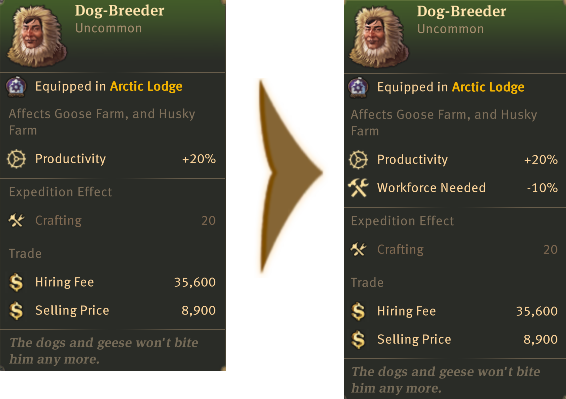 Dog-Breeder
Uncommon
Equipped in Arctic Lodge
Affects Goose Farm, and Husky
Farm
Productivity +20%
Expedition Effect
Crafting 20
Trade
Hiring Fee 35,600
Selling Price 8,900
The dogs and geese won't bite
him any more.
Dog-Breeder
Uncommon
Equipped in Arctic Lodge
Affects Goose Farm, and Husky
Farm
Productivity +20%
Workforce Needed -10%
Expedition Effect
Crafting 20
Trade
Hiring Fee 35,600
Selling Price 8,900
The dogs and geese won't bite
him any more.